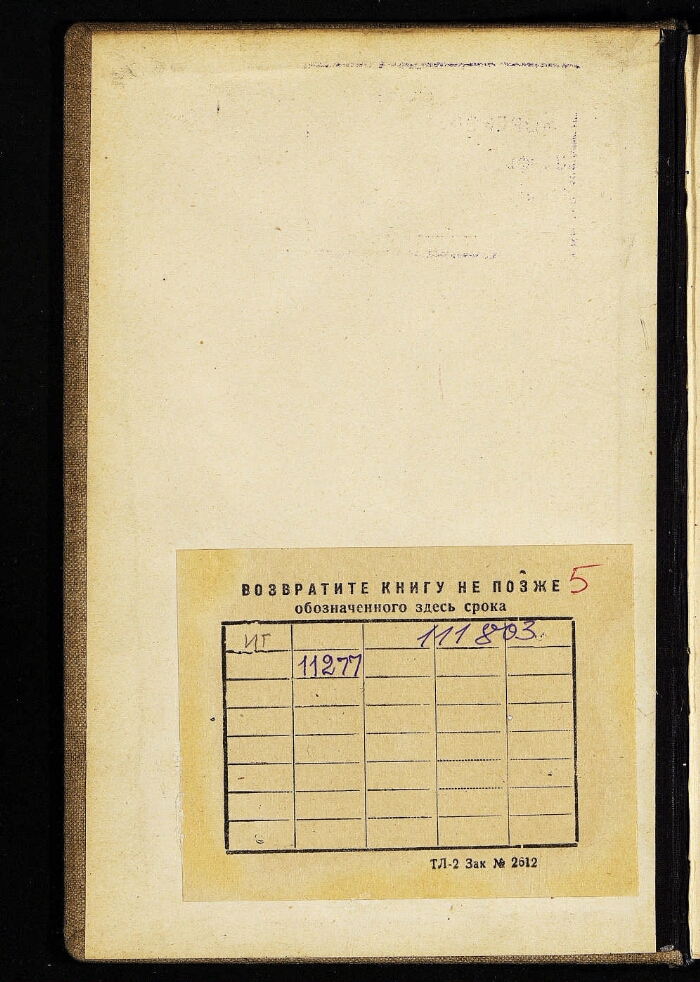 ВОЗВРАТИТЕ КНИГУ НЕ ПОЗЖЕ 5
обозначенного здесь срока
ИГ 111803
11277
ТЛ-2 Зак № 2612